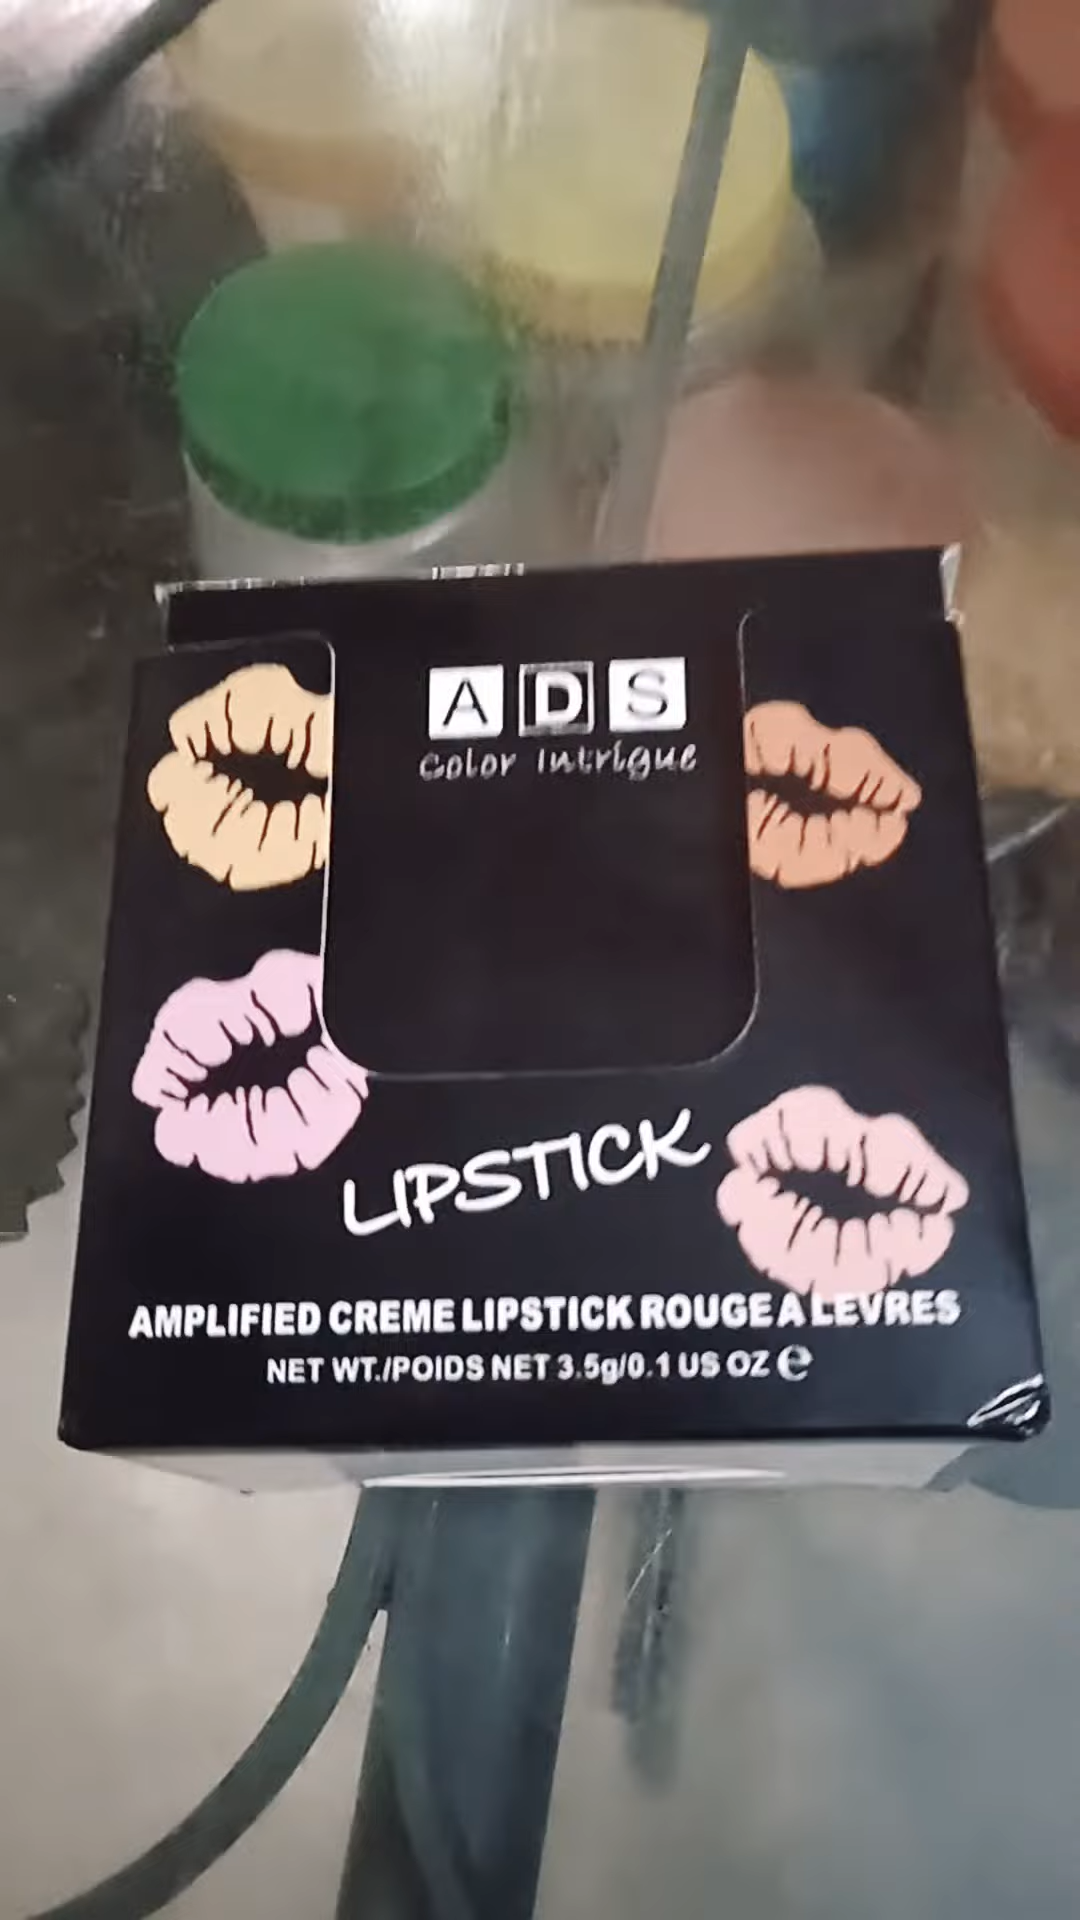 ADS
Color Intrigue
LIPSTICK
AMPLIFIED CREME LIPSTICK ROUGE A LEVRES
NET WT./POIDS NET 3.5g/0.1 US OZ ℮